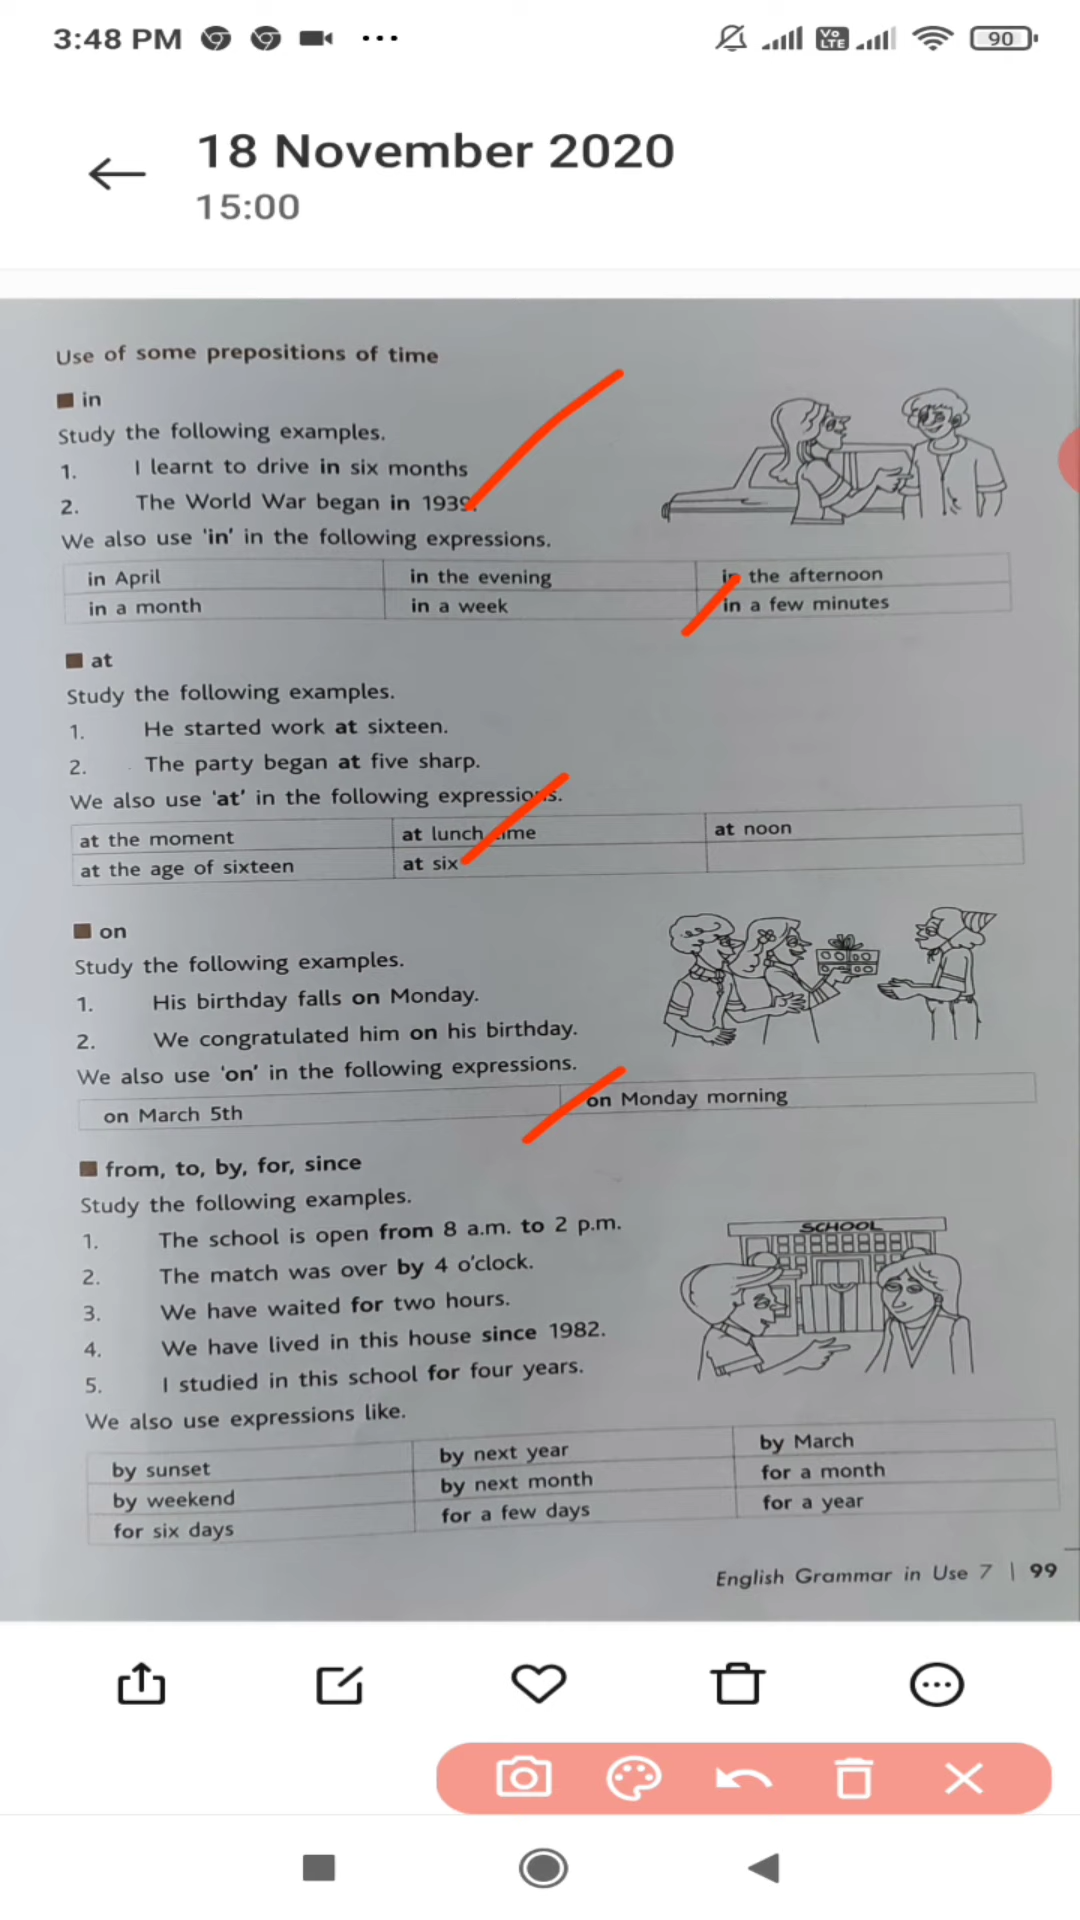 3:48 PM
Vo LTE
90
18 November 2020
15:00
Use of some prepositions of time
in
Study the following examples.
1. I learnt to drive in six months
2. The World War began in 1939.
We also use 'in' in the following expressions.
in April in the evening in the afternoon
in a month in a week in a few minutes
at
Study the following examples.
1. He started work at sixteen.
2. The party began at five sharp.
We also use 'at' in the following expressions.
at the moment at lunch time at noon
at the age of sixteen at six
on
Study the following examples.
1. His birthday falls on Monday.
2. We congratulated him on his birthday.
We also use 'on' in the following expressions.
on March 5th on Monday morning
from, to, by, for, since
Study the following examples.
1. The school is open from 8 a.m. to 2 p.m.
2. The match was over by 4 o'clock.
3. We have waited for two hours.
4. We have lived in this house since 1982.
5. I studied in this school for four years.
SCHOOL
We also use expressions like.
by sunset by next year by March
by weekend by next month for a month
for six days for a few days for a year
English Grammar in Use 7 | 99